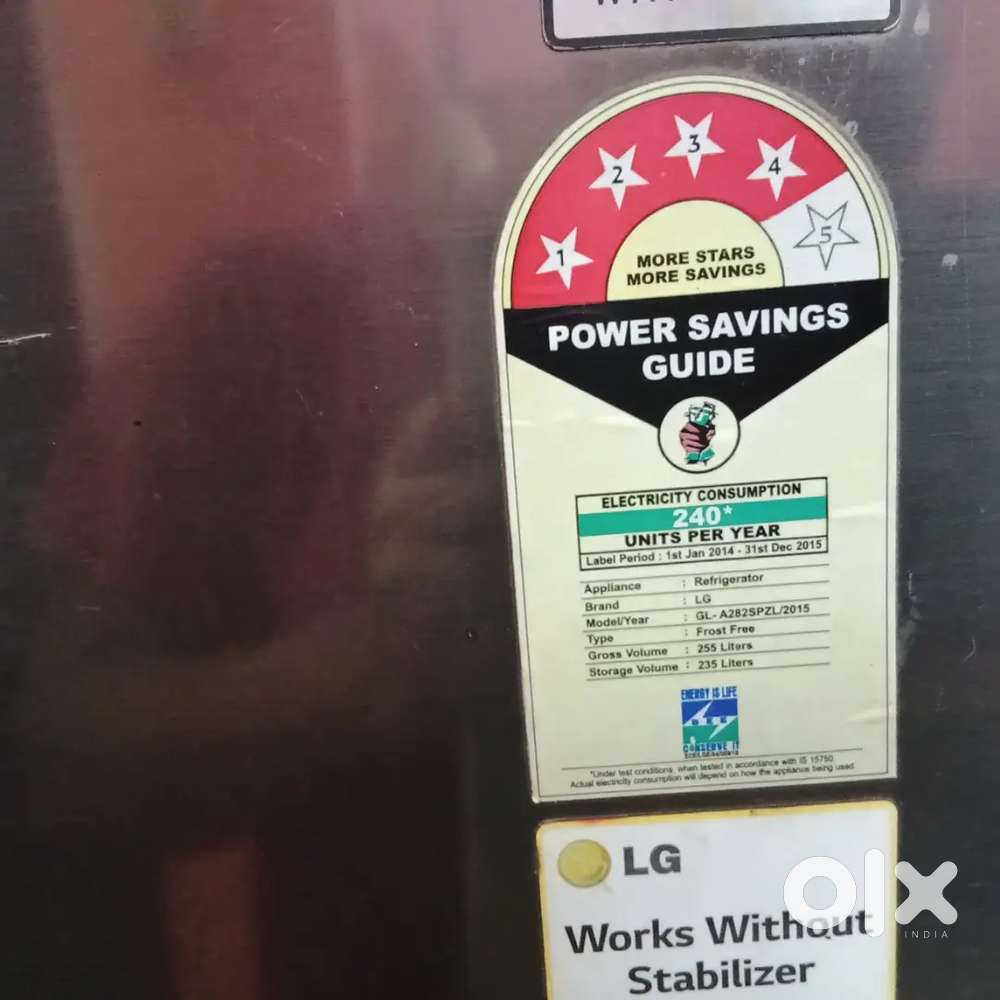 1
2
3
4
5
MORE STARS
MORE SAVINGS
POWER SAVINGS
GUIDE
ELECTRICITY CONSUMPTION
240*
UNITS PER YEAR
Label Period : 1st Jan 2014 - 31st Dec 2015
Appliance : Refrigerator
Brand : LG
Model/Year : GL- A282SPZL/2015
Type : Frost Free
Gross Volume : 255 Liters
Storage Volume : 235 Liters
ENERGY IS LIFE
BEE
CONSERVE IT
*Under test conditions, when tested in accordance with IS 15750.
Actual electricity consumption will depend on how the appliance being used.
LG
Works Without
Stabilizer
olx
INDIA